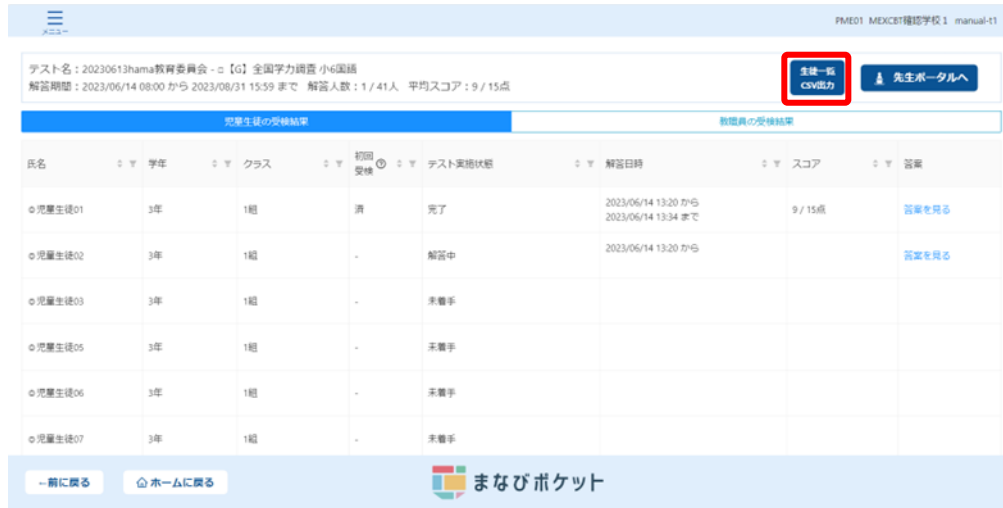 メニュー
PME01 MEXCBT確認学校1 manual-t1
テスト名：20230613hama教育委員会 - □【G】全国学力調査 小6国語
解答期間：2023/06/14 08:00 から 2023/08/31 15:59 まで 解答人数：1 / 41人 平均スコア：9 / 15点
生徒一覧
CSV出力
先生ポータルへ
児童生徒の受検結果
教職員の受検結果
氏名 学年 クラス 初回受検 テスト実施状態 解答日時 スコア 答案
児童生徒01 3年 1組 済 完了 2023/06/14 13:20 から 2023/06/14 13:34 まで 9 / 15点 答案を見る
児童生徒02 3年 1組 - 解答中 2023/06/14 13:20 から 答案を見る
児童生徒03 3年 1組 - 未着手
児童生徒05 3年 1組 - 未着手
児童生徒06 3年 1組 - 未着手
児童生徒07 3年 1組 - 未着手
←前に戻る
ホームに戻る
まなびポケット